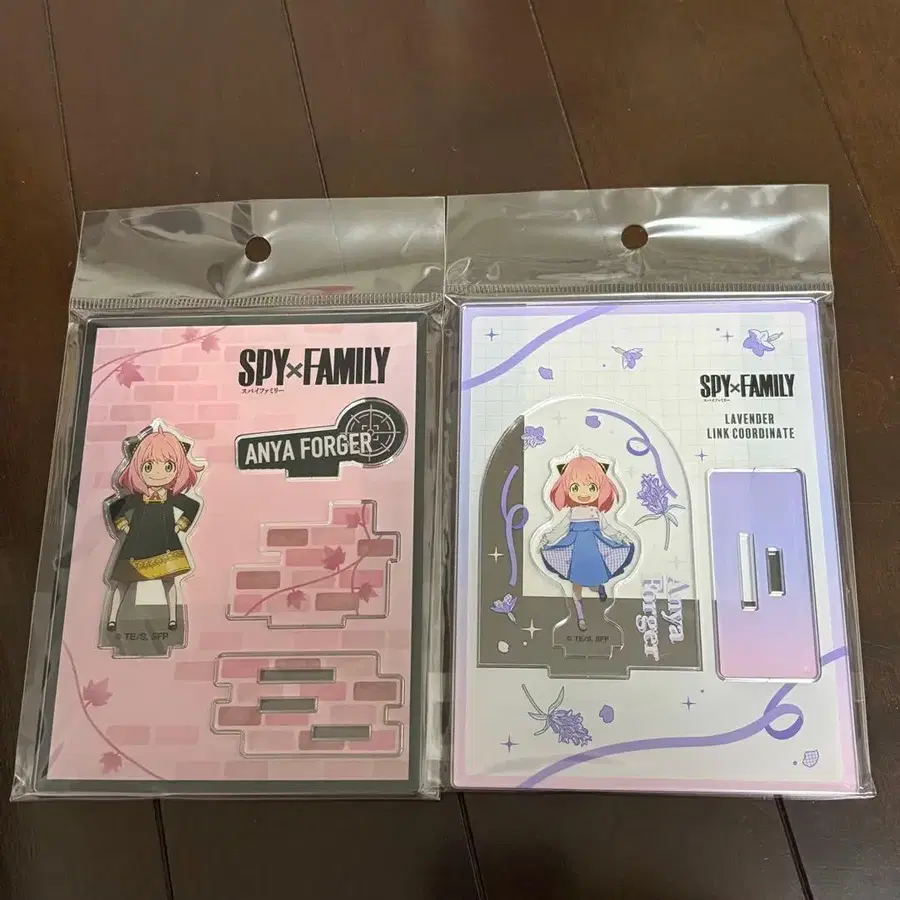 SPY×FAMILY
スパイファミリー
ANYA FORGER
© TE/S, SFP
SPY×FAMILY
スパイファミリー
LAVENDER
LINK COORDINATE
Anya
Forger
© TE/S, SFP